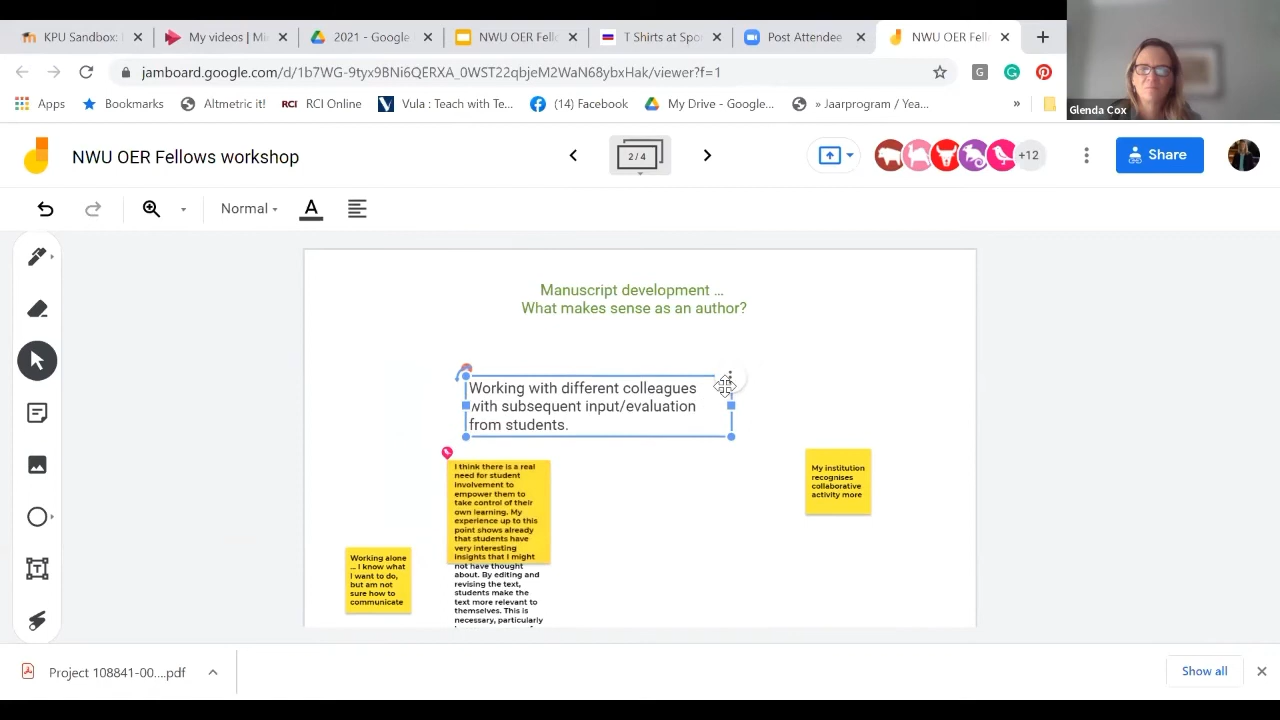 KPU Sandbox: I
My videos | Mi
2021 - Google
NWU OER Fell
T Shirts at Spo
Post Attendee
NWU OER Fell
jamboard.google.com/d/1b7WG-9tyx9BNi6QERXA_0WST22qbjeM2WaN68ybxHak/viewer?f=1
Glenda Cox
Apps
Bookmarks
Altmetric it!
RCI
RCI Online
Vula : Teach with Te...
(14) Facebook
My Drive - Google...
» Jaarprogram / Yea...
»
NWU OER Fellows workshop
2/4
+12
Share
Normal
A
Manuscript development ...
What makes sense as an author?
Working with different colleagues
with subsequent input/evaluation
from students.
I think there is a real
need for student
involvement to
empower them to
take control of their
own learning. My
experience up to this
point shows already
that students have
very interesting
insights that I might
not have thought
about. By editing and
revising the text,
students make the
text more relevant to
themselves. This is
necessary, particularly
My institution
recognises
collaborative
activity more
Working alone
... I know what
I want to do,
but am not
sure how to
communicate
Project 108841-00....pdf
Show all